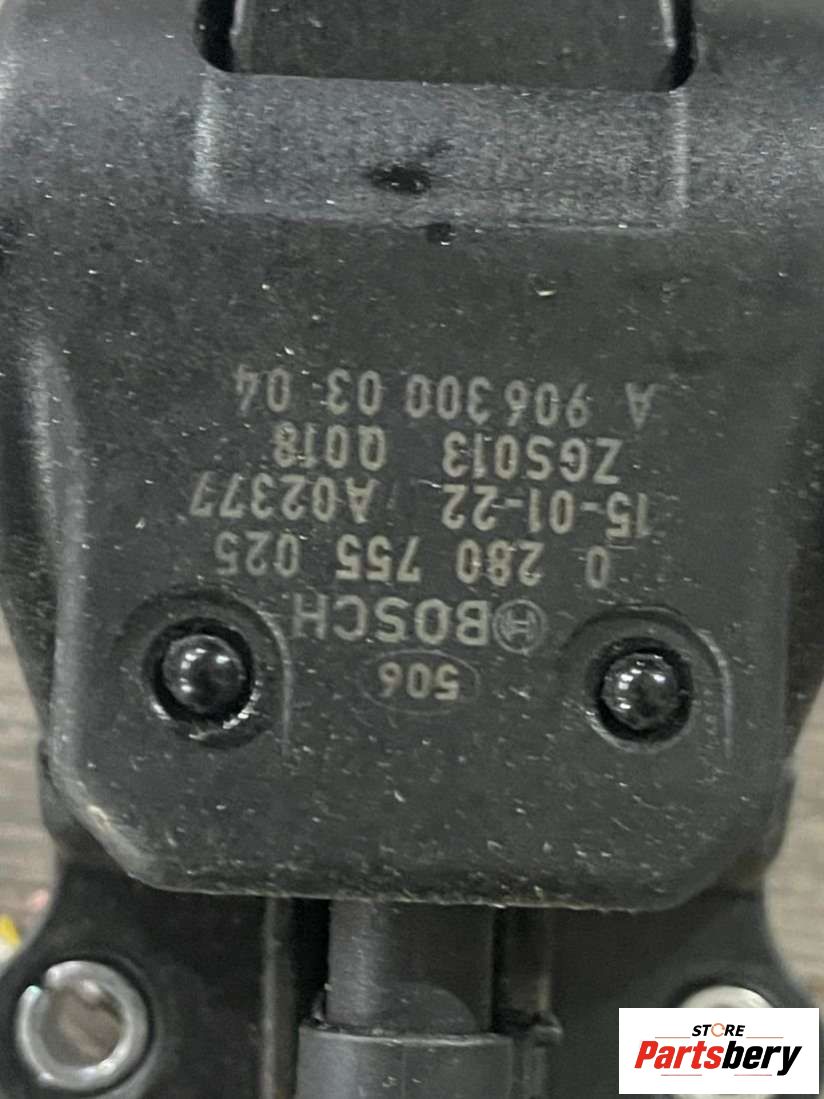 506
BOSCH
0 280 755 025
15-01-22 A02377
ZGS013 Q018
A 906 300 03 04
STORE
Partsbery